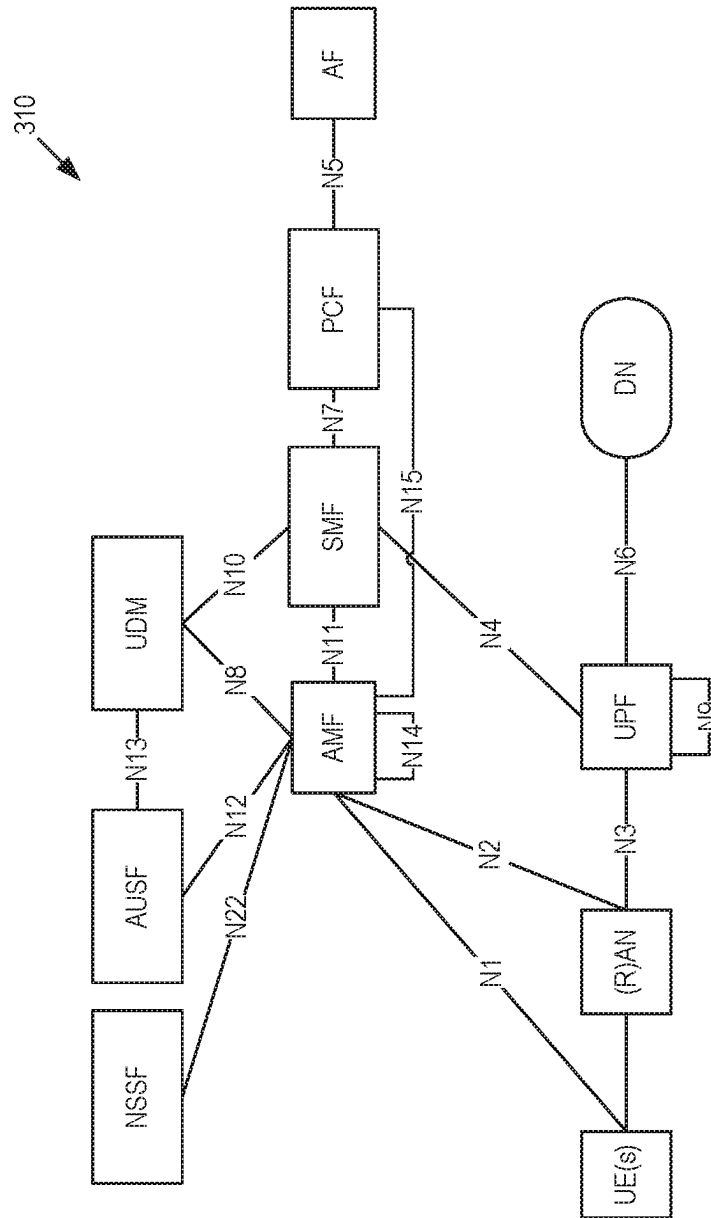 310
NSSF
AUSF
N13
UDM
N22
N12
N8
N10
AMF
N11
SMF
N7
PCF
N5
AF
N14
N15
N1
N2
N4
UE(s)
(R)AN
N3
UPF
N6
DN
N9